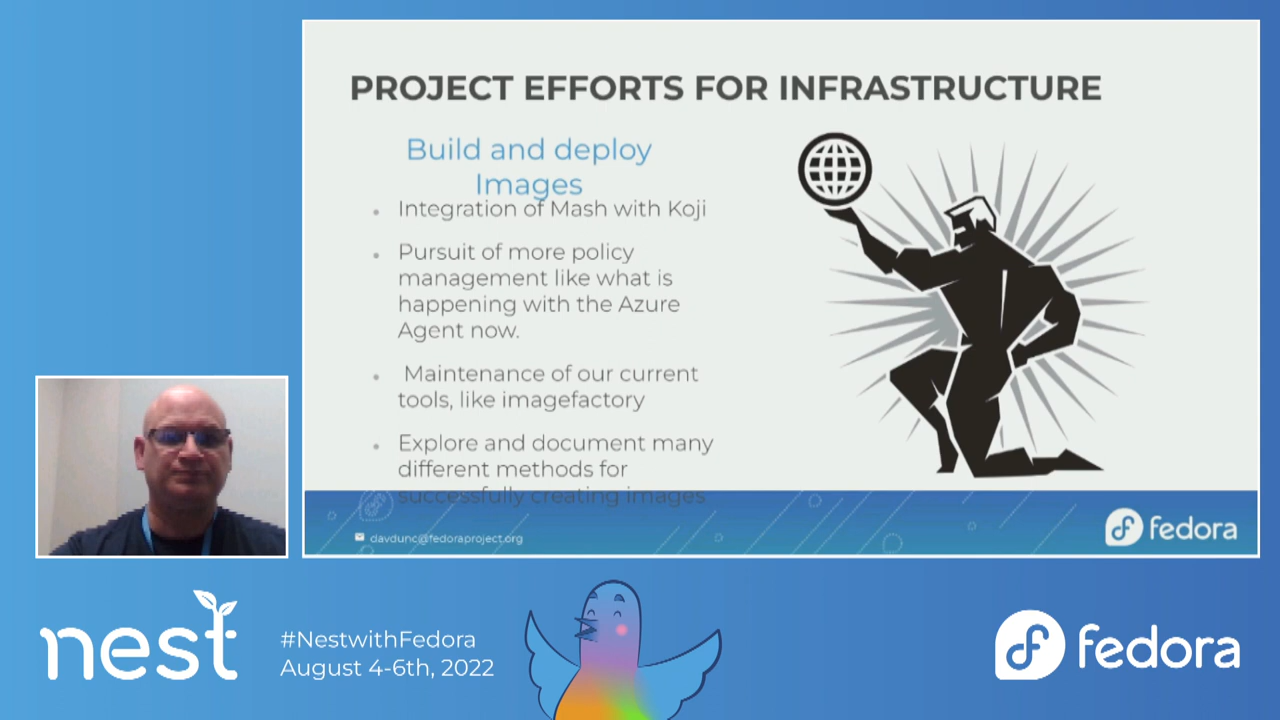 PROJECT EFFORTS FOR INFRASTRUCTURE
Build and deploy
Images
• Integration of Mash with Koji
• Pursuit of more policy
management like what is
happening with the Azure
Agent now.
• Maintenance of our current
tools, like imagefactory
• Explore and document many
different methods for
successfully creating images
davdunc@fedoraproject.org
fedora
nest
#NestwithFedora
August 4-6th, 2022
fedora